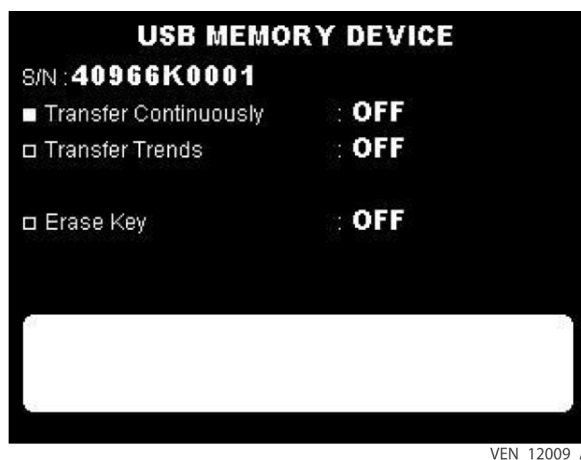 USB MEMORY DEVICE
S/N : 40966K0001
Transfer Continuously : OFF
Transfer Trends : OFF
Erase Key : OFF
VEN 12009